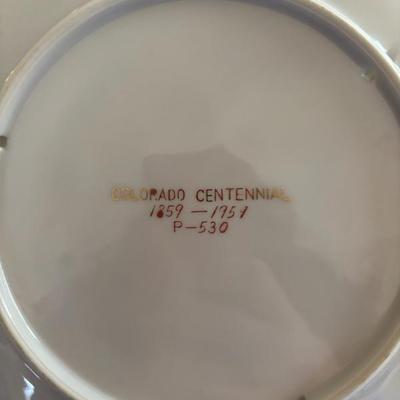 COLORADO CENTENNIAL
1859 — 1959
P-530